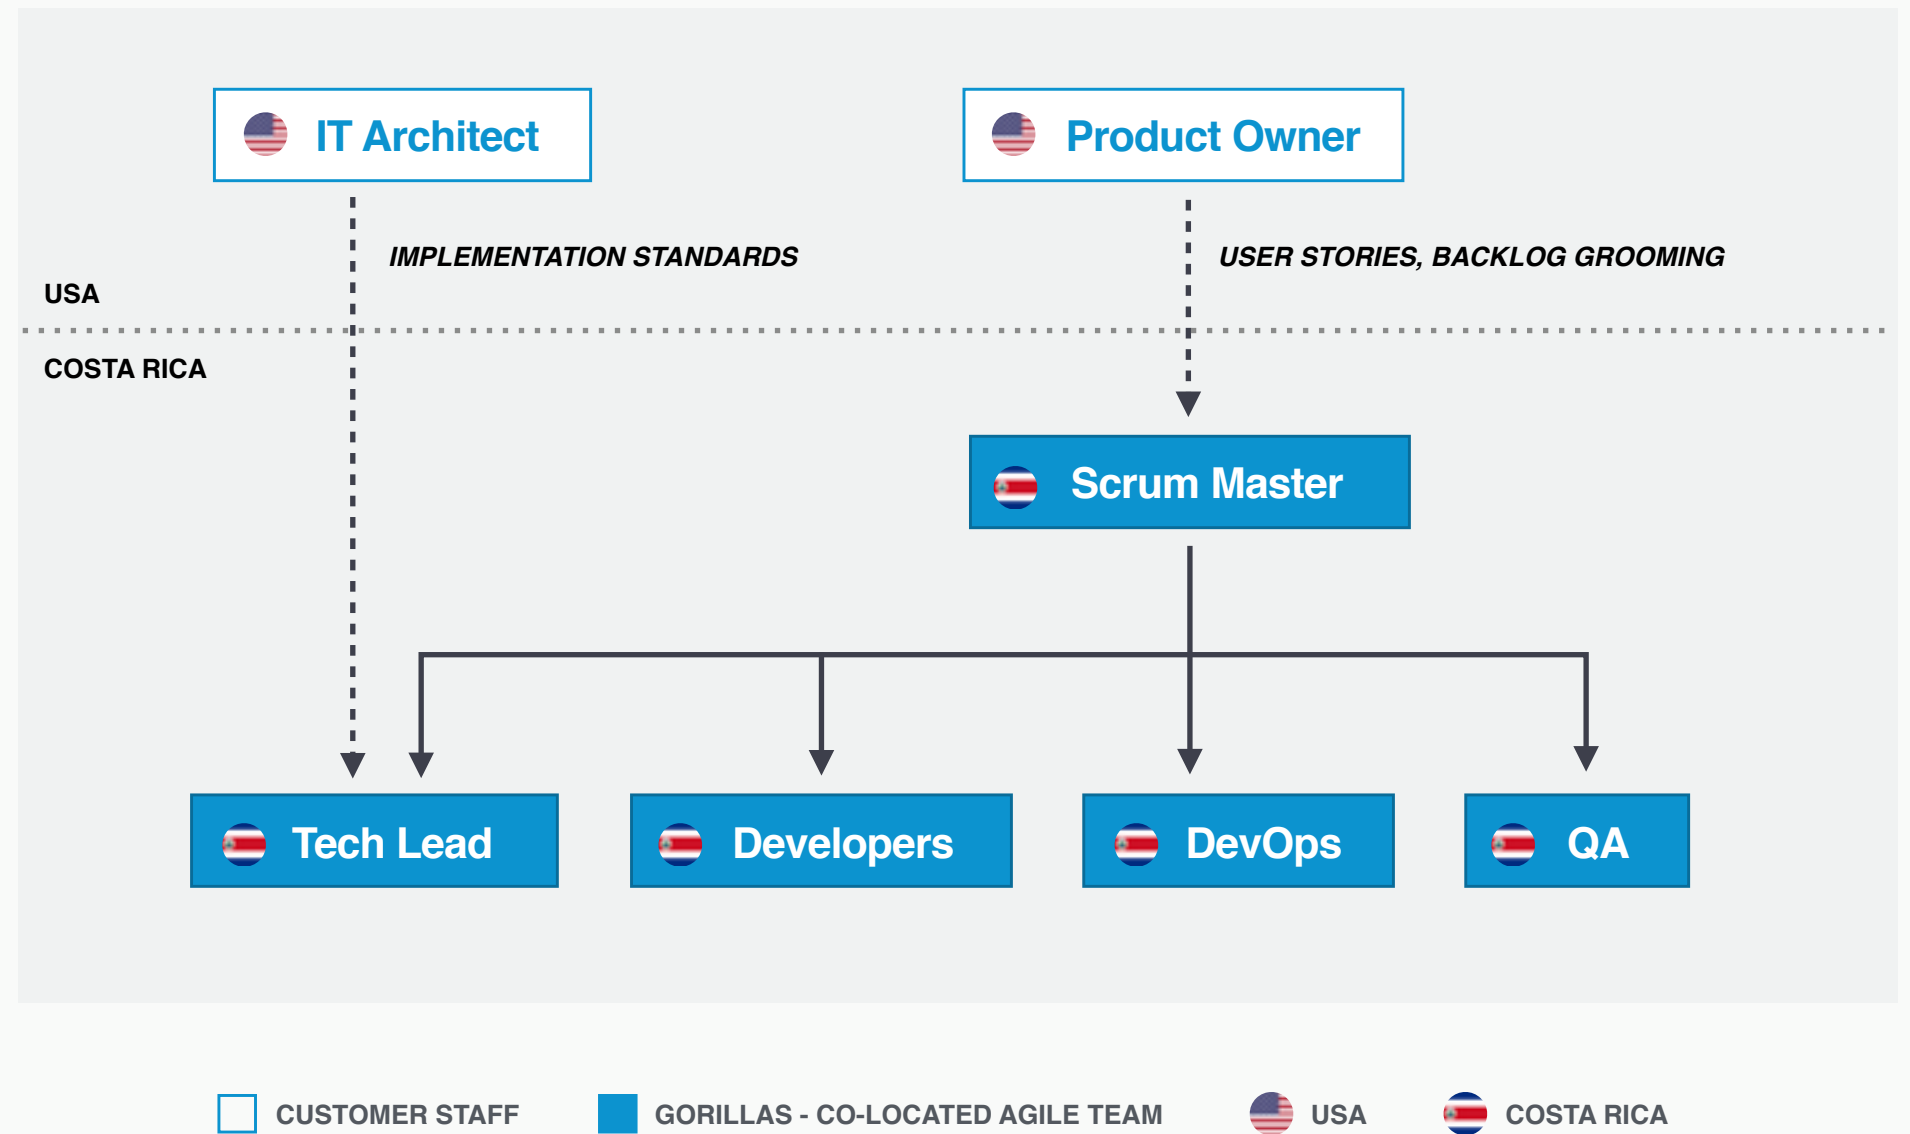 IT Architect
Product Owner
IMPLEMENTATION STANDARDS
USER STORIES, BACKLOG GROOMING
USA
COSTA RICA
Scrum Master
Tech Lead
Developers
DevOps
QA
CUSTOMER STAFF
GORILLAS - CO-LOCATED AGILE TEAM
USA
COSTA RICA